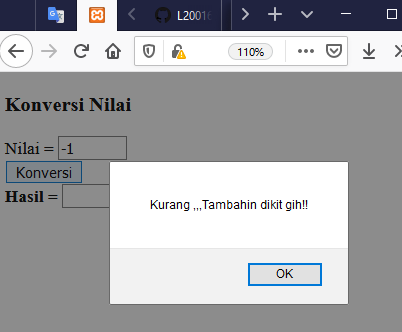 L2001
110%
Konversi Nilai
Nilai = -1
Konversi
Hasil =
Kurang ,,,Tambahin dikit gih!!
OK